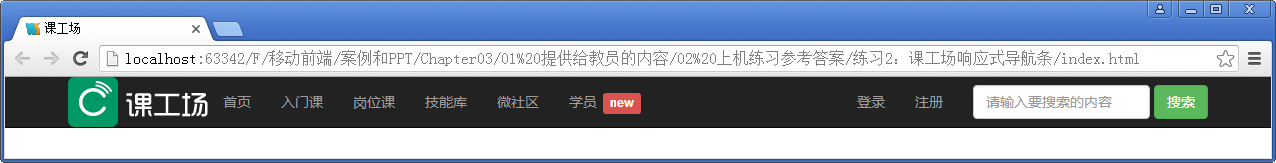 课工场
localhost:63342/F/移动前端/案例和PPT/Chapter03/01%20提供给教员的内容/02%20上机练习参考答案/练习2：课工场响应式导航条/index.html
课工场 首页 入门课 岗位课 技能库 微社区 学员 new 登录 注册 请输入要搜索的内容 搜索